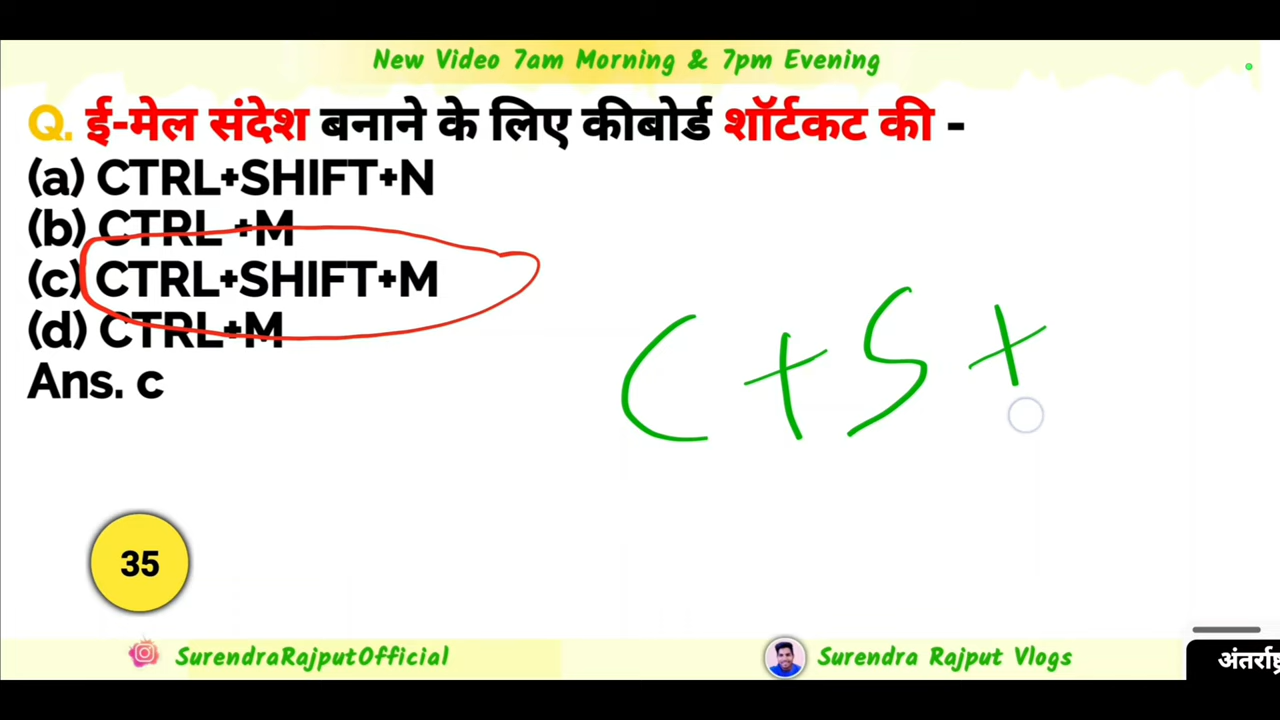 New Video 7am Morning & 7pm Evening
Q. ई-मेल संदेश बनाने के लिए कीबोर्ड शॉर्टकट की -
(a) CTRL+SHIFT+N
(b) CTRL +M
(c) CTRL+SHIFT+M
(d) CTRL+M
Ans. c
C + S +
35
SurendraRajputOfficial
Surendra Rajput Vlogs